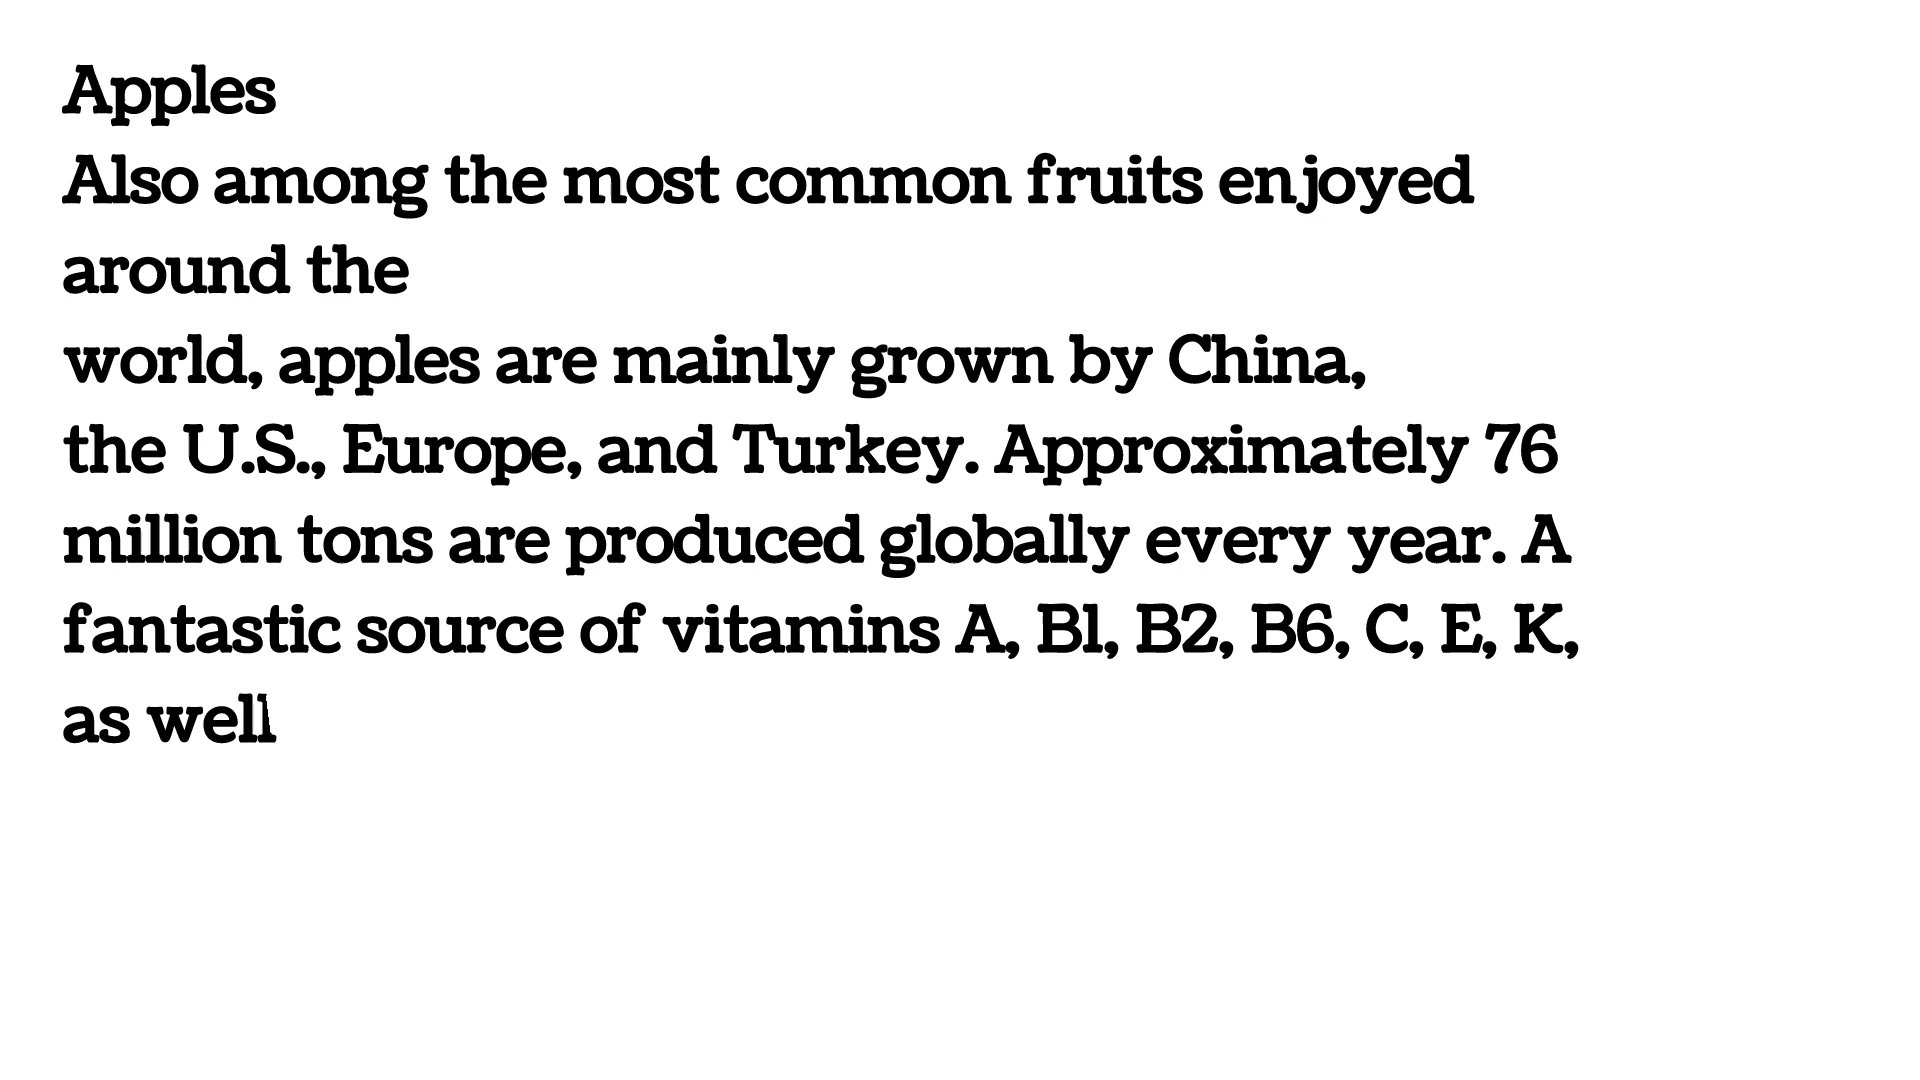 Apples
Also among the most common fruits enjoyed
around the
world, apples are mainly grown by China,
the U.S., Europe, and Turkey. Approximately 76
million tons are produced globally every year. A
fantastic source of vitamins A, B1, B2, B6, C, E, K,
as well